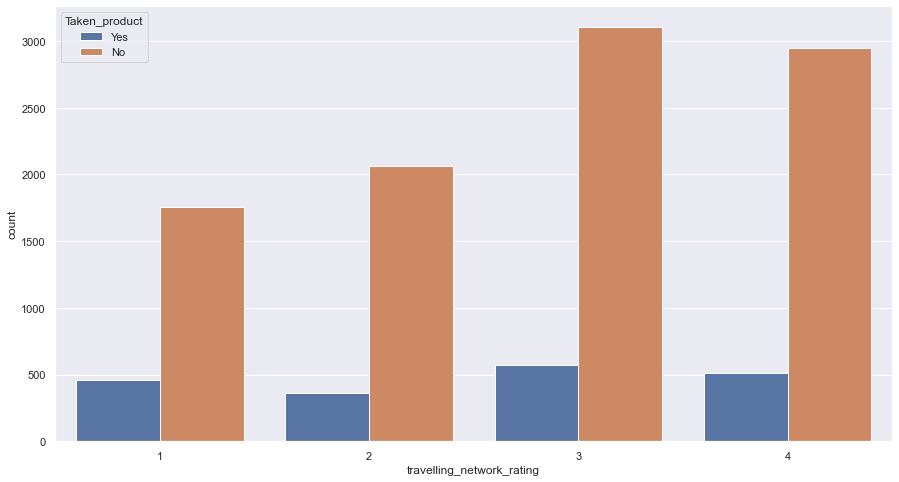 Taken_product
Yes
No
3000
2500
2000
1500
1000
500
0
count
1 2 3 4
travelling_network_rating